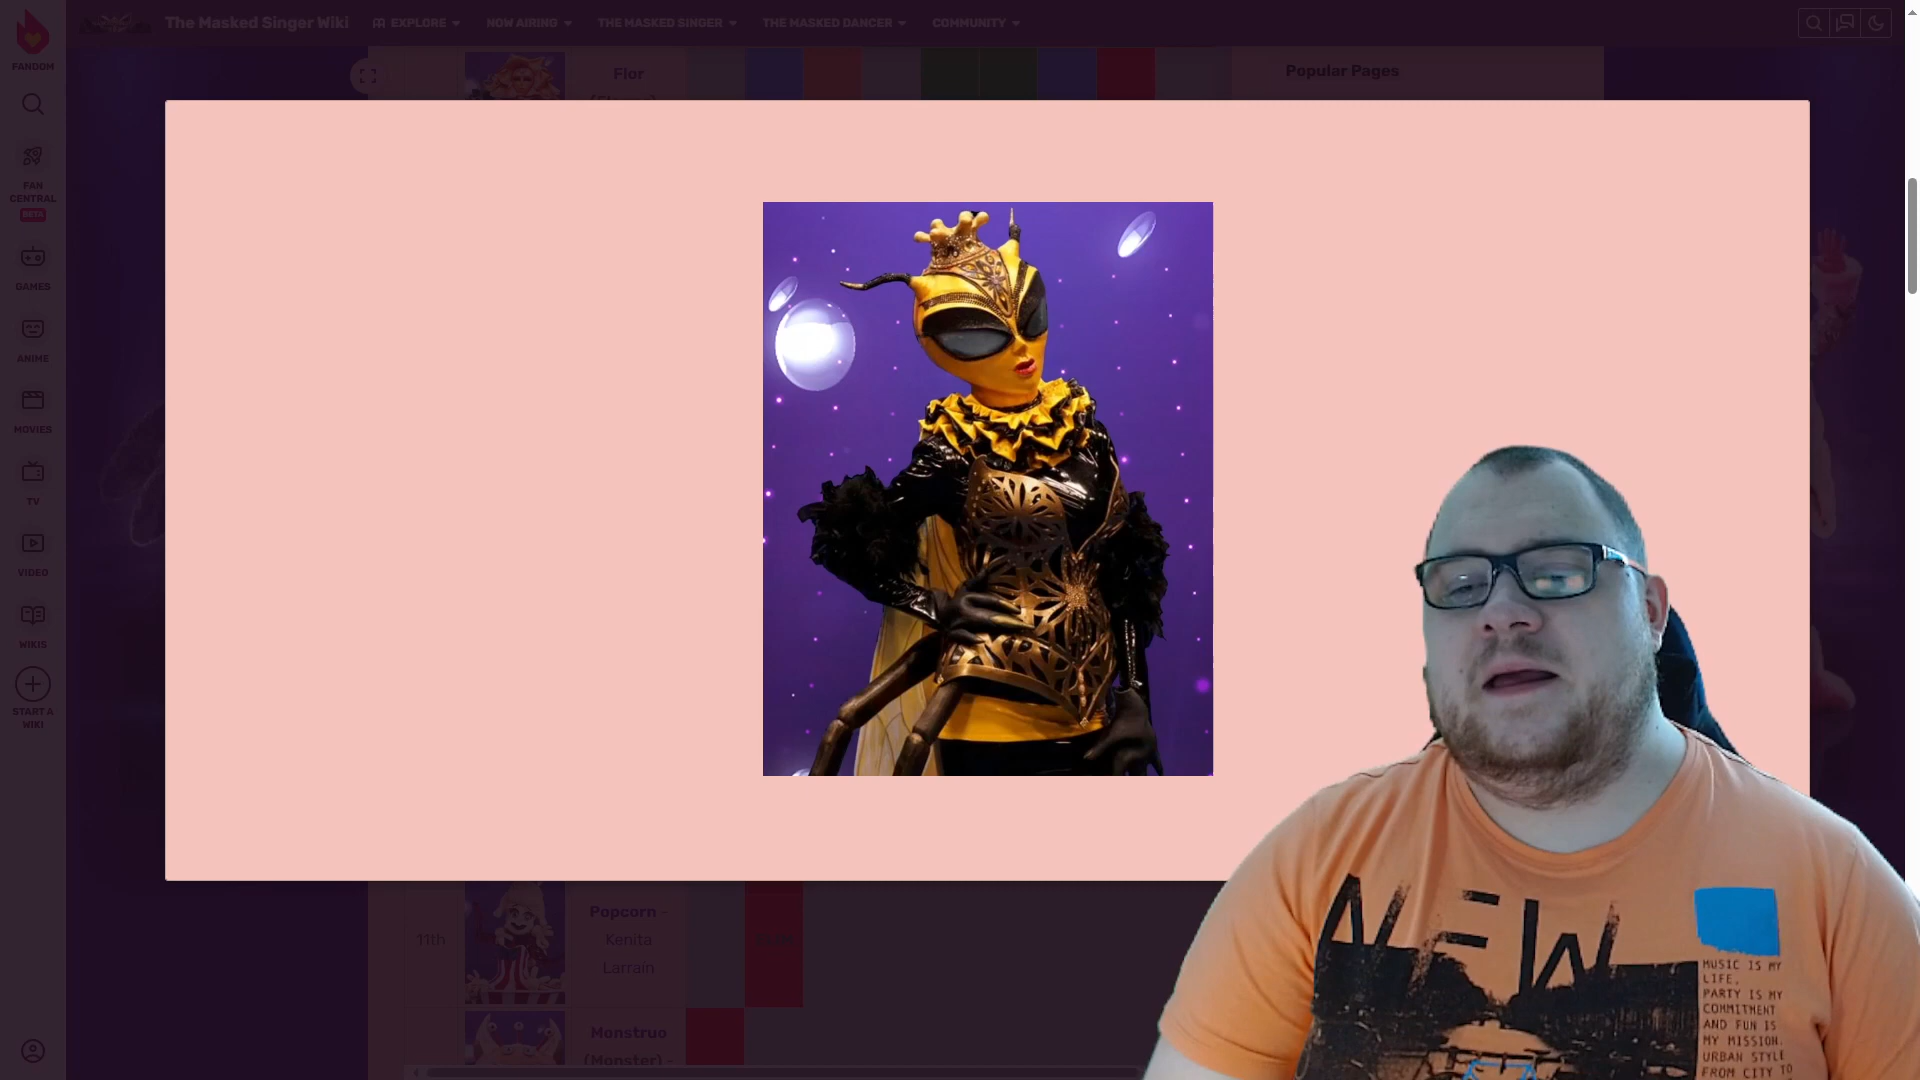 The Masked Singer Wiki
EXPLORE
NOW AIRING
THE MASKED SINGER
THE MASKED DANCER
COMMUNITY
FANDOM
FAN
CENTRAL
BETA
GAMES
ANIME
MOVIES
TV
VIDEO
WIKIS
START A
WIKI
Flor
Popular Pages
11th
Popcorn -
Kenita
Larrain
Monstruo
(Monster) -
NEW
MUSIC IS MY
LIFE,
PARTY IS MY
COMMITMENT
AND FUN IS
MY MISSION.
URBAN STYLE
FROM CITY TO